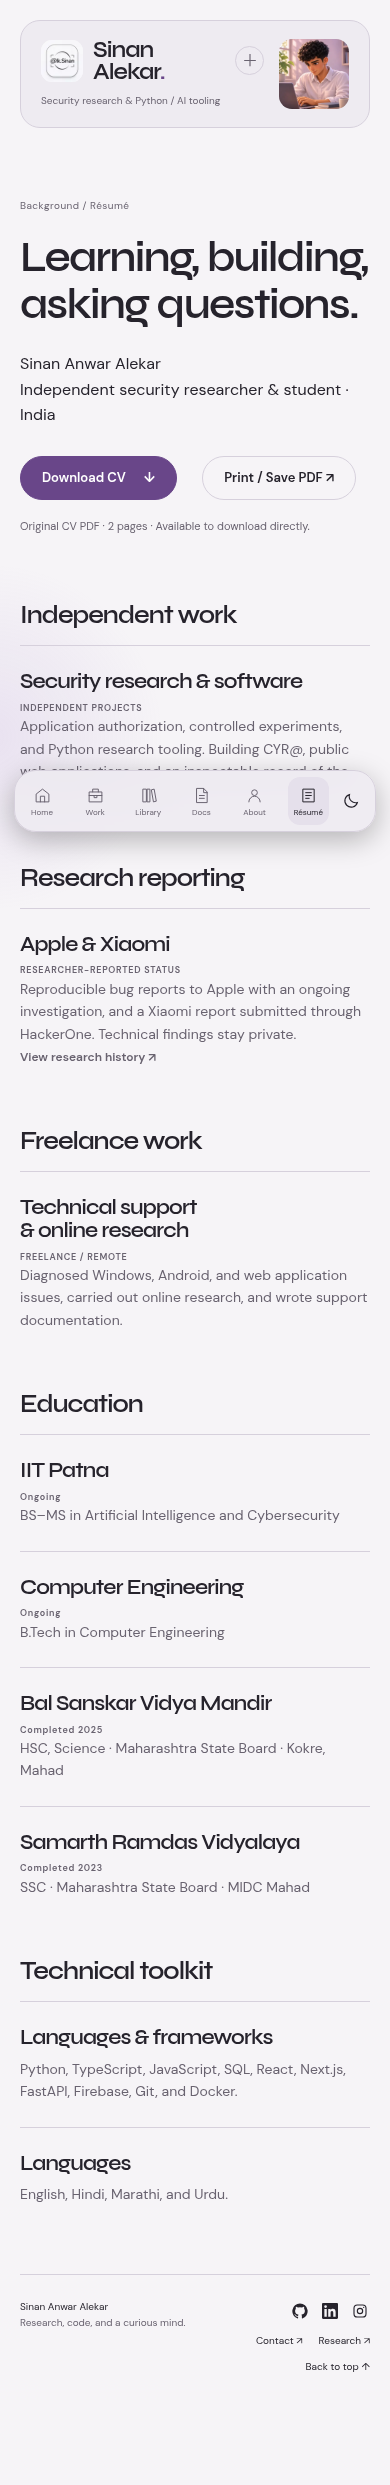 @Ik.Sinan
Sinan
Alekar.
Security research & Python / AI tooling
Background / Résumé
Learning, building,
asking questions.
Sinan Anwar Alekar
Independent security researcher & student ·
India
Download CV ↓
Print / Save PDF ↗
Original CV PDF · 2 pages · Available to download directly.
Independent work
Security research & software
INDEPENDENT PROJECTS
Application authorization, controlled experiments,
and Python research tooling. Building CYR@, public
Home
Work
Library
Docs
About
Résumé
Research reporting
Apple & Xiaomi
RESEARCHER-REPORTED STATUS
Reproducible bug reports to Apple with an ongoing
investigation, and a Xiaomi report submitted through
HackerOne. Technical findings stay private.
View research history ↗
Freelance work
Technical support
& online research
FREELANCE / REMOTE
Diagnosed Windows, Android, and web application
issues, carried out online research, and wrote support
documentation.
Education
IIT Patna
Ongoing
BS–MS in Artificial Intelligence and Cybersecurity
Computer Engineering
Ongoing
B.Tech in Computer Engineering
Bal Sanskar Vidya Mandir
Completed 2025
HSC, Science · Maharashtra State Board · Kokre,
Mahad
Samarth Ramdas Vidyalaya
Completed 2023
SSC · Maharashtra State Board · MIDC Mahad
Technical toolkit
Languages & frameworks
Python, TypeScript, JavaScript, SQL, React, Next.js,
FastAPI, Firebase, Git, and Docker.
Languages
English, Hindi, Marathi, and Urdu.
Sinan Anwar Alekar
Research, code, and a curious mind.
Contact ↗
Research ↗
Back to top ↑